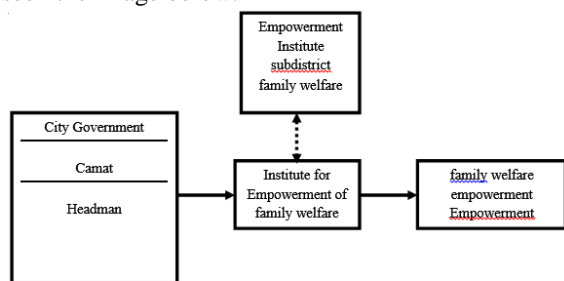 Empowerment
Institute
subdistrict
family welfare
City Government
Camat
Headman
Institute for
Empowerment of
family welfare
family welfare
empowerment
Empowerment